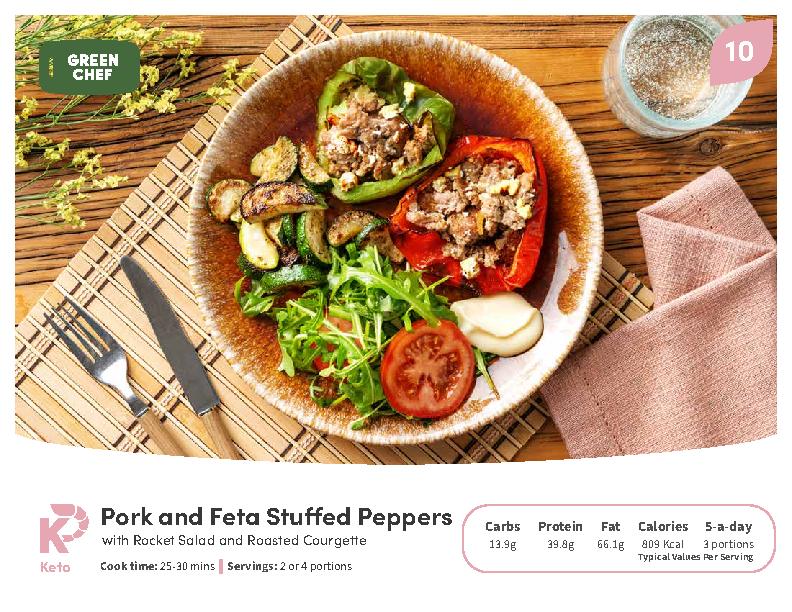 GREEN
CHEF
10
Pork and Feta Stuffed Peppers
with Rocket Salad and Roasted Courgette
Keto
Cook time: 25-30 mins | Servings: 2 or 4 portions
Carbs Protein Fat Calories 5-a-day
13.9g 39.8g 66.1g 809 Kcal 3 portions
Typical Values Per Serving